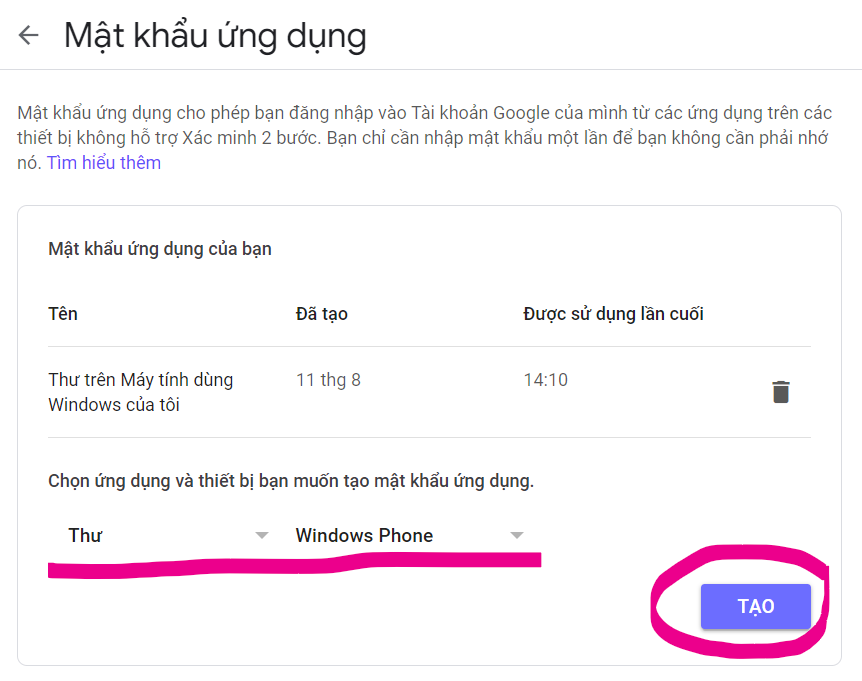 Mật khẩu ứng dụng
Mật khẩu ứng dụng cho phép bạn đăng nhập vào Tài khoản Google của mình từ các ứng dụng trên các
thiết bị không hỗ trợ Xác minh 2 bước. Bạn chỉ cần nhập mật khẩu một lần để bạn không cần phải nhớ
nó. Tìm hiểu thêm
Mật khẩu ứng dụng của bạn
Tên Đã tạo Được sử dụng lần cuối
Thư trên Máy tính dùng 11 thg 8 14:10
Windows của tôi
Chọn ứng dụng và thiết bị bạn muốn tạo mật khẩu ứng dụng.
Thư Windows Phone
TẠO